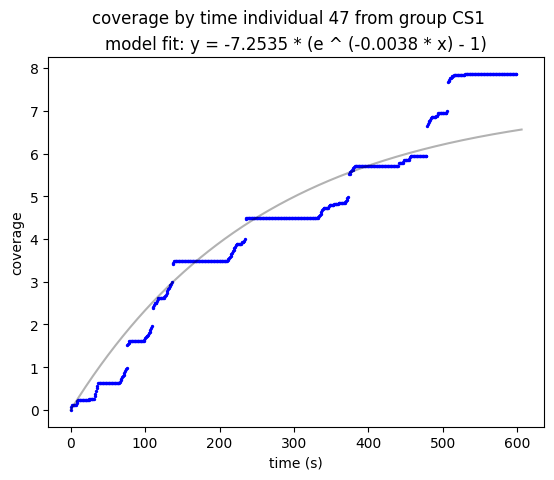 coverage by time individual 47 from group CS1
model fit: y = -7.2535 * (e ^ (-0.0038 * x) - 1)
8
7
6
5
4
3
2
1
0
coverage
0 100 200 300 400 500 600
time (s)